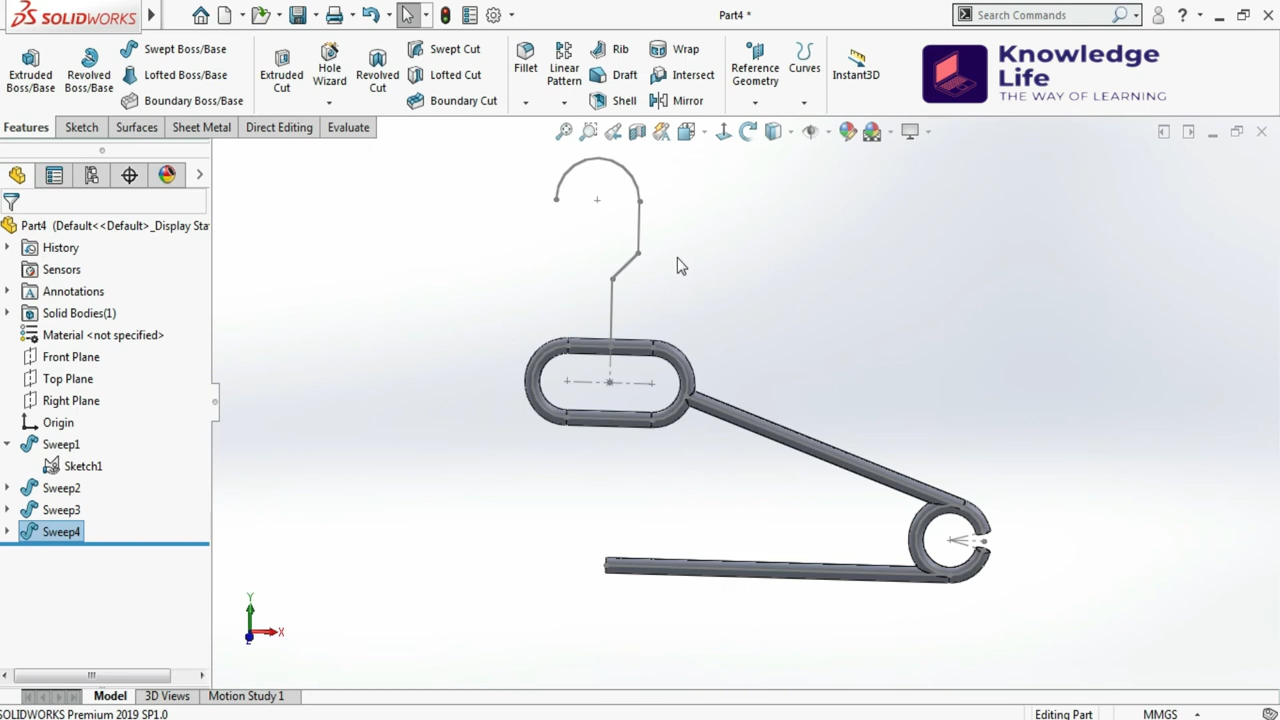 SOLIDWORKS
Part4 *
Search Commands
?
Extruded Boss/Base
Revolved Boss/Base
Swept Boss/Base
Lofted Boss/Base
Boundary Boss/Base
Extruded Cut
Hole Wizard
Revolved Cut
Swept Cut
Lofted Cut
Boundary Cut
Fillet
Linear Pattern
Rib
Draft
Shell
Wrap
Intersect
Mirror
Reference Geometry
Curves
Instant3D
Knowledge
Life
THE WAY OF LEARNING
Features
Sketch
Surfaces
Sheet Metal
Direct Editing
Evaluate
Part4 (Default<<Default>_Display Sta
History
Sensors
Annotations
Solid Bodies(1)
Material <not specified>
Front Plane
Top Plane
Right Plane
Origin
Sweep1
Sketch1
Sweep2
Sweep3
Sweep4
Y
X
Z
Model
3D Views
Motion Study 1
SOLIDWORKS Premium 2019 SP1.0
Editing Part
MMGS